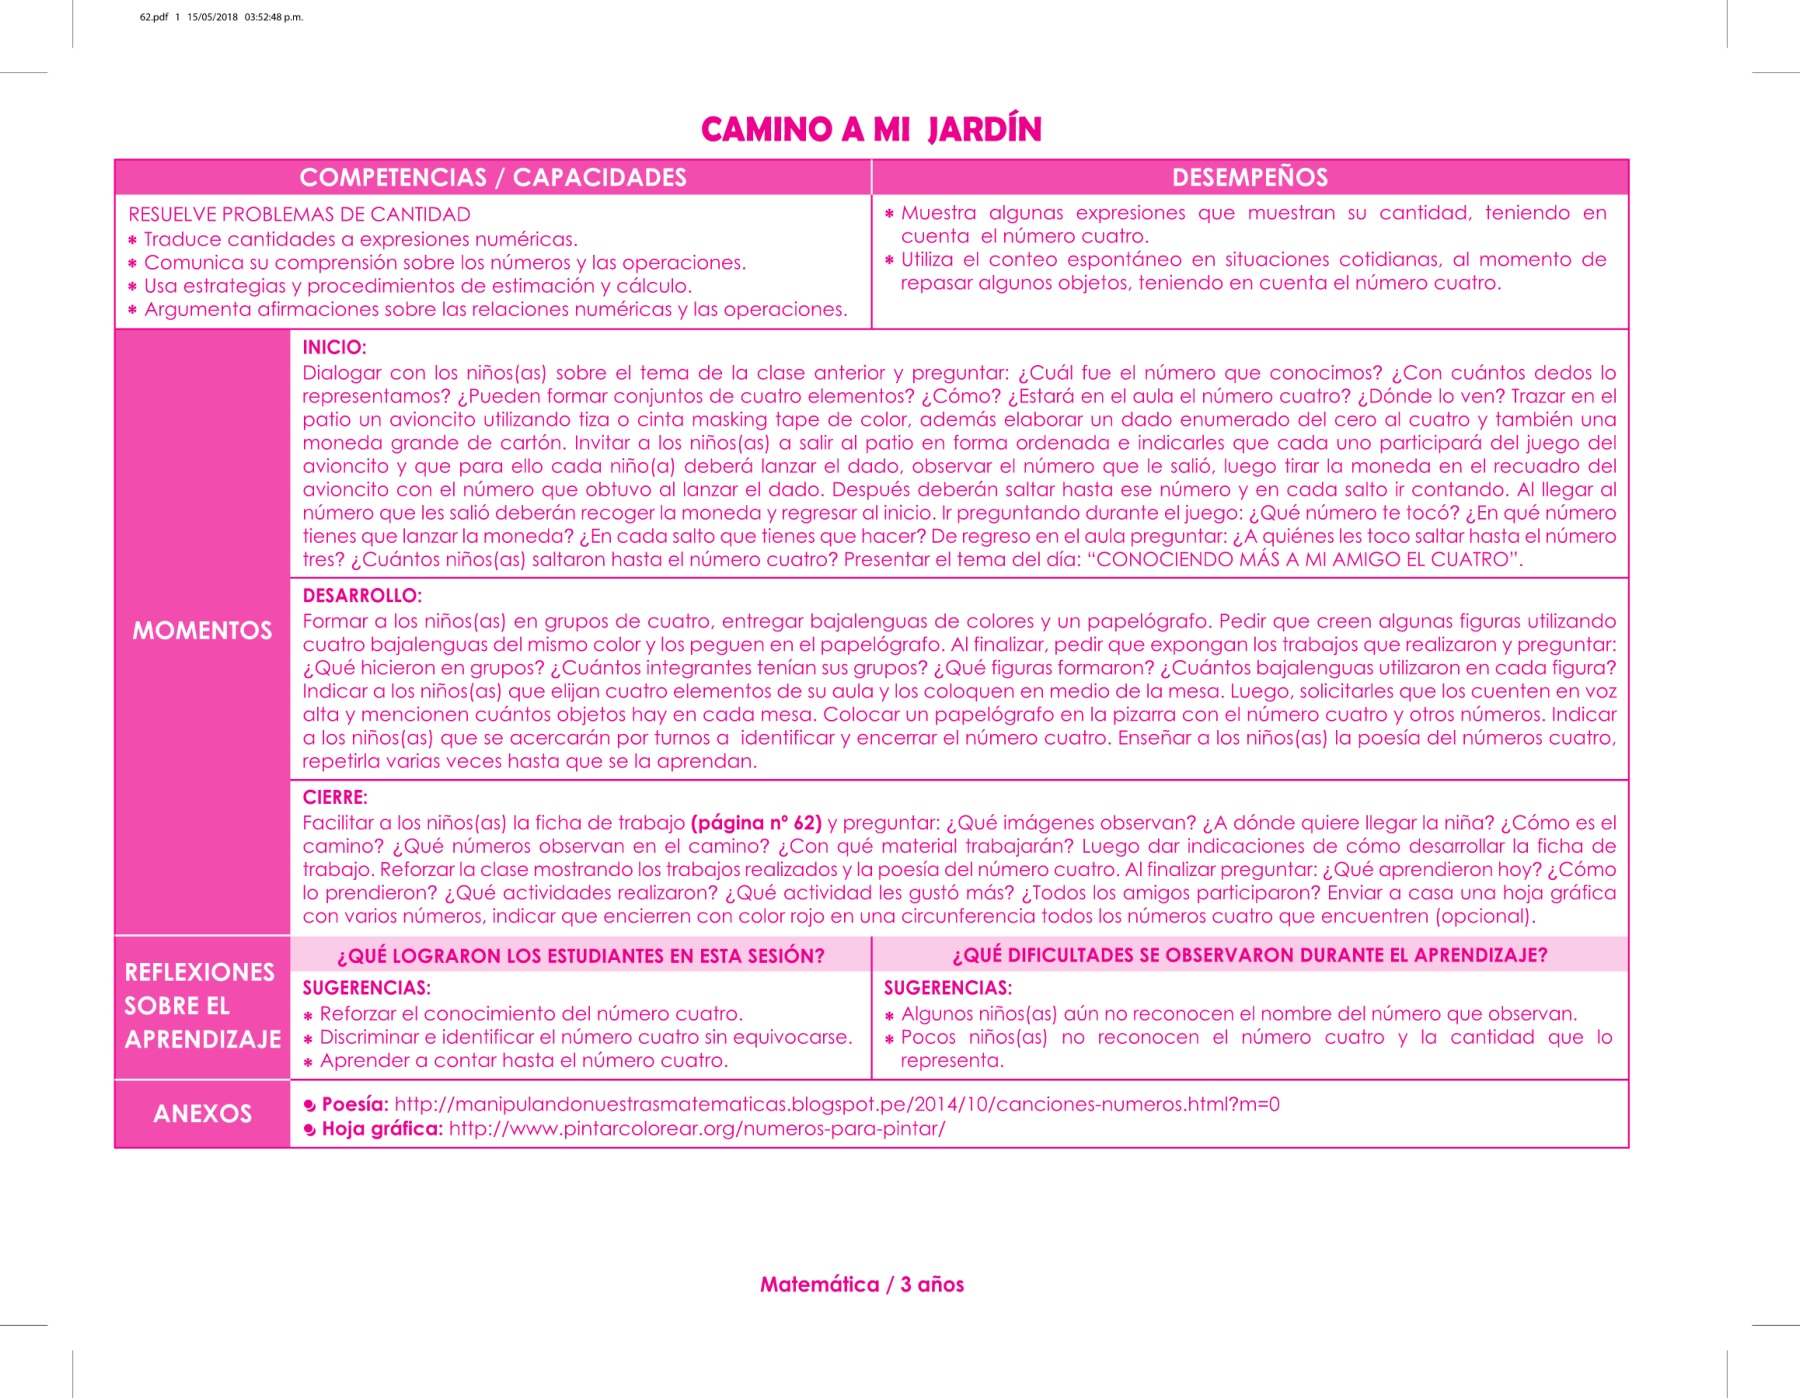 62.pdf 1 15/05/2018 03:52:48 p.m.
CAMINO A MI JARDÍN
COMPETENCIAS / CAPACIDADES
DESEMPEÑOS
RESUELVE PROBLEMAS DE CANTIDAD
* Traduce cantidades a expresiones numéricas.
* Comunica su comprensión sobre los números y las operaciones.
* Usa estrategias y procedimientos de estimación y cálculo.
* Argumenta afirmaciones sobre las relaciones numéricas y las operaciones.
* Muestra algunas expresiones que muestran su cantidad, teniendo en
cuenta el número cuatro.
* Utiliza el conteo espontáneo en situaciones cotidianas, al momento de
repasar algunos objetos, teniendo en cuenta el número cuatro.
MOMENTOS
INICIO:
Dialogar con los niños(as) sobre el tema de la clase anterior y preguntar: ¿Cuál fue el número que conocimos? ¿Con cuántos dedos lo
representamos? ¿Pueden formar conjuntos de cuatro elementos? ¿Cómo? ¿Estará en el aula el número cuatro? ¿Dónde lo ven? Trazar en el
patio un avioncito utilizando tiza o cinta masking tape de color, además elaborar un dado enumerado del cero al cuatro y también una
moneda grande de cartón. Invitar a los niños(as) a salir al patio en forma ordenada e indicarles que cada uno participará del juego del
avioncito y que para ello cada niño(a) deberá lanzar el dado, observar el número que le salió, luego tirar la moneda en el recuadro del
avioncito con el número que obtuvo al lanzar el dado. Después deberán saltar hasta ese número y en cada salto ir contando. Al llegar al
número que les salió deberán recoger la moneda y regresar al inicio. Ir preguntando durante el juego: ¿Qué número te tocó? ¿En qué número
tienes que lanzar la moneda? ¿En cada salto que tienes que hacer? De regreso en el aula preguntar: ¿A quiénes les toco saltar hasta el número
tres? ¿Cuántos niños(as) saltaron hasta el número cuatro? Presentar el tema del día: “CONOCIENDO MÁS A MI AMIGO EL CUATRO”.
DESARROLLO:
Formar a los niños(as) en grupos de cuatro, entregar bajalenguas de colores y un papelógrafo. Pedir que creen algunas figuras utilizando
cuatro bajalenguas del mismo color y los peguen en el papelógrafo. Al finalizar, pedir que expongan los trabajos que realizaron y preguntar:
¿Qué hicieron en grupos? ¿Cuántos integrantes tenían sus grupos? ¿Qué figuras formaron? ¿Cuántos bajalenguas utilizaron en cada figura?
Indicar a los niños(as) que elijan cuatro elementos de su aula y los coloquen en medio de la mesa. Luego, solicitarles que los cuenten en voz
alta y mencionen cuántos objetos hay en cada mesa. Colocar un papelógrafo en la pizarra con el número cuatro y otros números. Indicar
a los niños(as) que se acercarán por turnos a identificar y encerrar el número cuatro. Enseñar a los niños(as) la poesía del números cuatro,
repetirla varias veces hasta que se la aprendan.
CIERRE:
Facilitar a los niños(as) la ficha de trabajo (página nº 62) y preguntar: ¿Qué imágenes observan? ¿A dónde quiere llegar la niña? ¿Cómo es el
camino? ¿Qué números observan en el camino? ¿Con qué material trabajarán? Luego dar indicaciones de cómo desarrollar la ficha de
trabajo. Reforzar la clase mostrando los trabajos realizados y la poesía del número cuatro. Al finalizar preguntar: ¿Qué aprendieron hoy? ¿Cómo
lo prendieron? ¿Qué actividades realizaron? ¿Qué actividad les gustó más? ¿Todos los amigos participaron? Enviar a casa una hoja gráfica
con varios números, indicar que encierren con color rojo en una circunferencia todos los números cuatro que encuentren (opcional).
REFLEXIONES
SOBRE EL
APRENDIZAJE
¿QUÉ LOGRARON LOS ESTUDIANTES EN ESTA SESIÓN?
SUGERENCIAS:
* Reforzar el conocimiento del número cuatro.
* Discriminar e identificar el número cuatro sin equivocarse.
* Aprender a contar hasta el número cuatro.
¿QUÉ DIFICULTADES SE OBSERVARON DURANTE EL APRENDIZAJE?
SUGERENCIAS:
* Algunos niños(as) aún no reconocen el nombre del número que observan.
* Pocos niños(as) no reconocen el número cuatro y la cantidad que lo
representa.
ANEXOS
Poesía: http://manipulandonuestrasmatematicas.blogspot.pe/2014/10/canciones-numeros.html?m=0
Hoja gráfica: http://www.pintarcolorear.org/numeros-para-pintar/
Matemática / 3 años